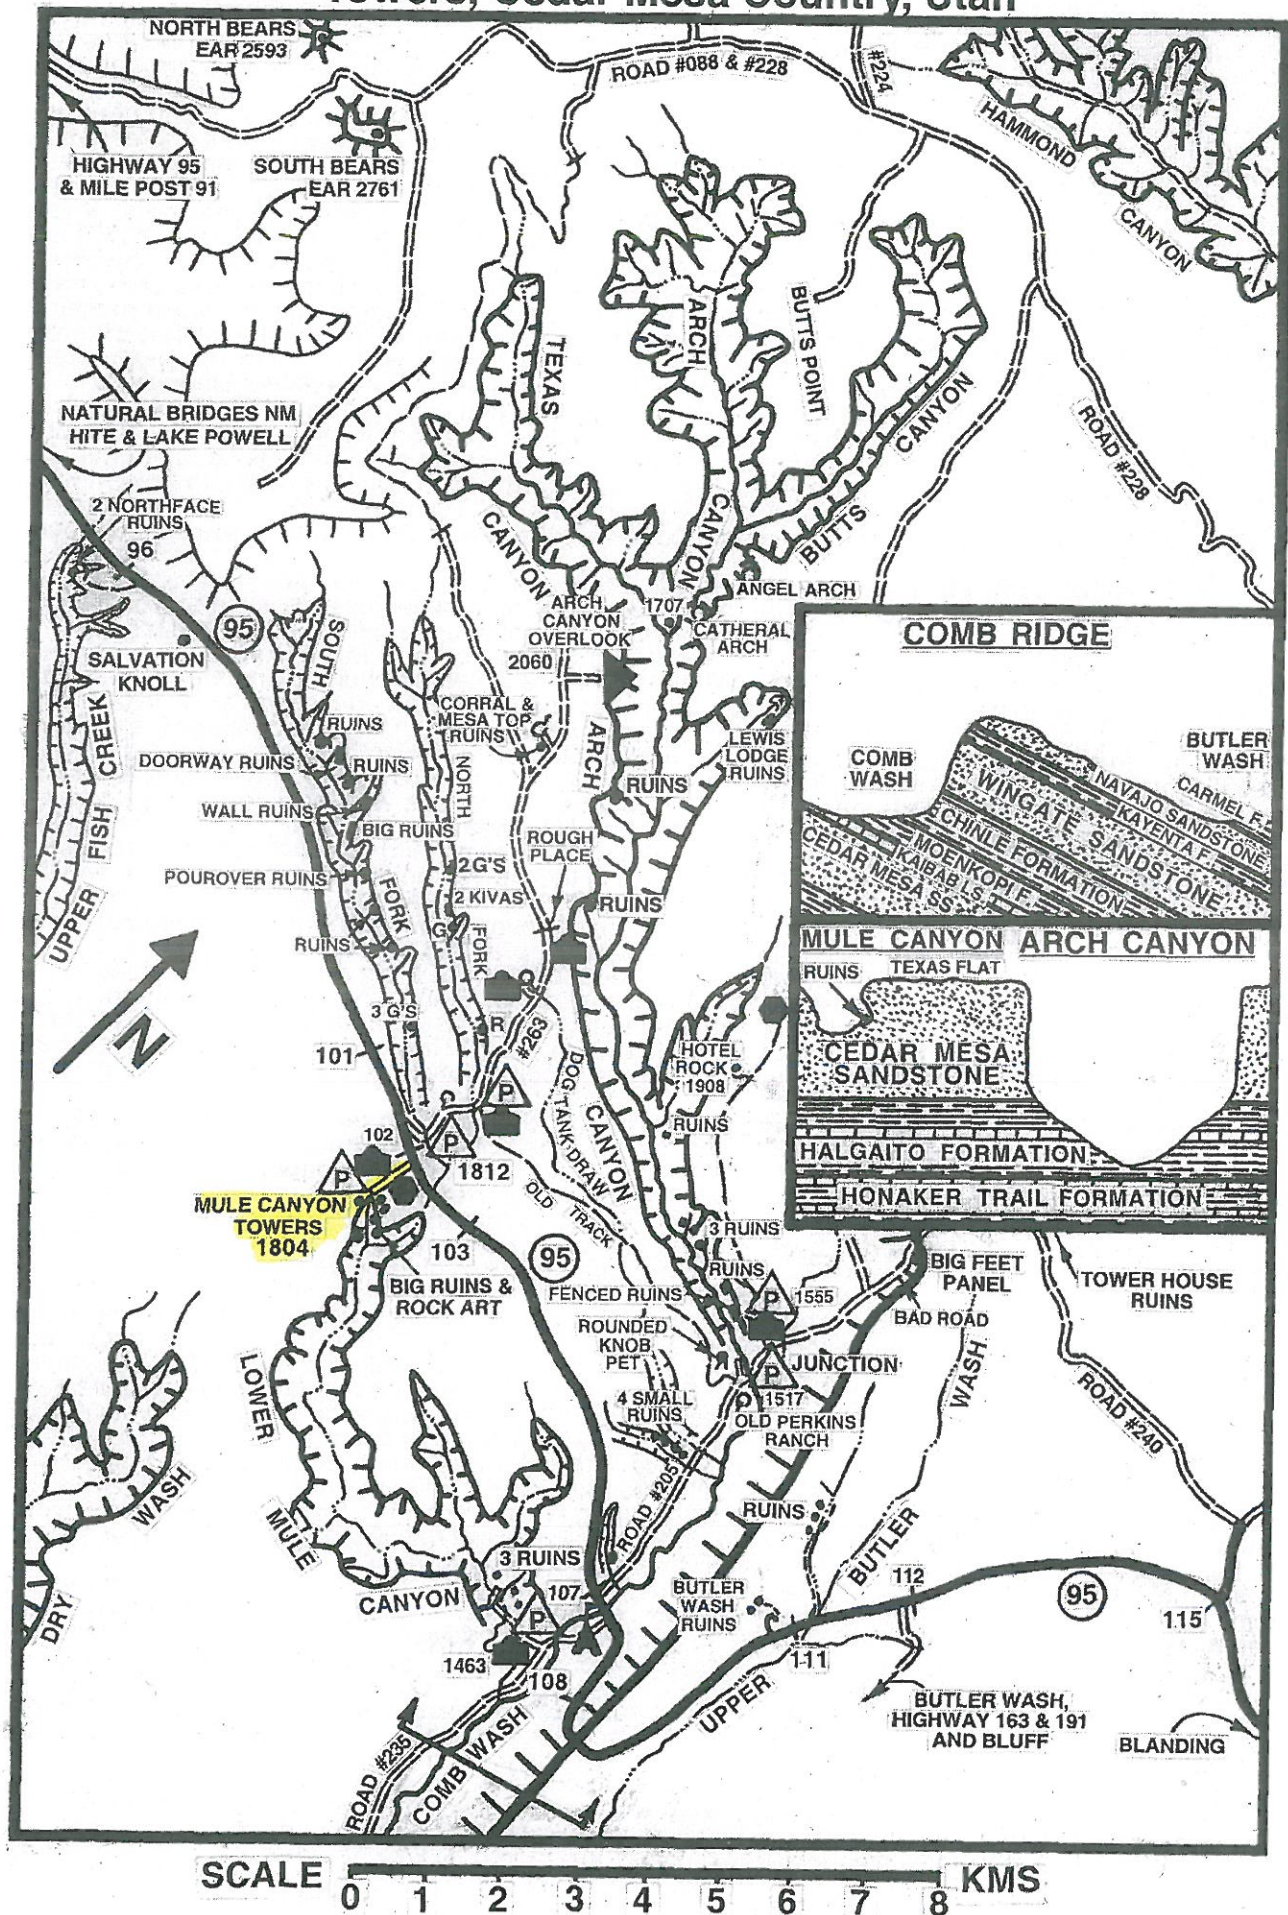 Towers, Cedar Mesa Country, Utah
NORTH BEARS
EAR 2593
ROAD #088 & #228
#224
HAMMOND
CANYON
HIGHWAY 95
& MILE POST 91
SOUTH BEARS
EAR 2761
TEXAS
CANYON
ARCH
CANYON
BUTTS POINT
BUTTS
CANYON
ROAD #228
NATURAL BRIDGES NM
HITE & LAKE POWELL
2 NORTHFACE
RUINS
96
95
SALVATION
KNOLL
UPPER
FISH
CREEK
SOUTH
FORK
RUINS
DOORWAY RUINS
RUINS
WALL RUINS
BIG RUINS
POUROVER RUINS
RUINS
3 G'S
NORTH
FORK
2 G'S
2 KIVAS
G
R
CORRAL &
MESA TOP
RUINS
C
ARCH
CANYON
OVERLOOK
2060
1707
ANGEL ARCH
CATHERAL
ARCH
LEWIS
LODGE
RUINS
ARCH
CANYON
RUINS
ROUGH
PLACE
RUINS
#263
DOG TANK DRAW
HOTEL
ROCK
1908
RUINS
COMB RIDGE
COMB
WASH
BUTLER
WASH
NAVAJO SANDSTONE
CARMEL F.
KAYENTA F.
WINGATE SANDSTONE
CHINLE FORMATION
MOENKOPI F.
KAIBAB LS.
CEDAR MESA SS
MULE CANYON
ARCH CANYON
RUINS
TEXAS FLAT
CEDAR MESA
SANDSTONE
HALGAITO FORMATION
HONAKER TRAIL FORMATION
N
101
102
P
P
P
1812
MULE CANYON
TOWERS
1804
103
95
OLD TRACK
BIG RUINS &
ROCK ART
3 RUINS
RUINS
FENCED RUINS
P
1555
ROUNDED
KNOB
PET
JUNCTION
P
1517
4 SMALL
RUINS
OLD PERKINS
RANCH
BIG FEET
PANEL
BAD ROAD
TOWER HOUSE
RUINS
ROAD #240
WASH
BUTLER
UPPER
LOWER
MULE
CANYON
DRY
WASH
ROAD #205
RUINS
3 RUINS
107
P
1463
108
BUTLER
WASH
RUINS
112
111
95
115
ROAD #235
COMB WASH
BUTLER WASH,
HIGHWAY 163 & 191
AND BLUFF
BLANDING
SCALE
0 1 2 3 4 5 6 7 8
KMS